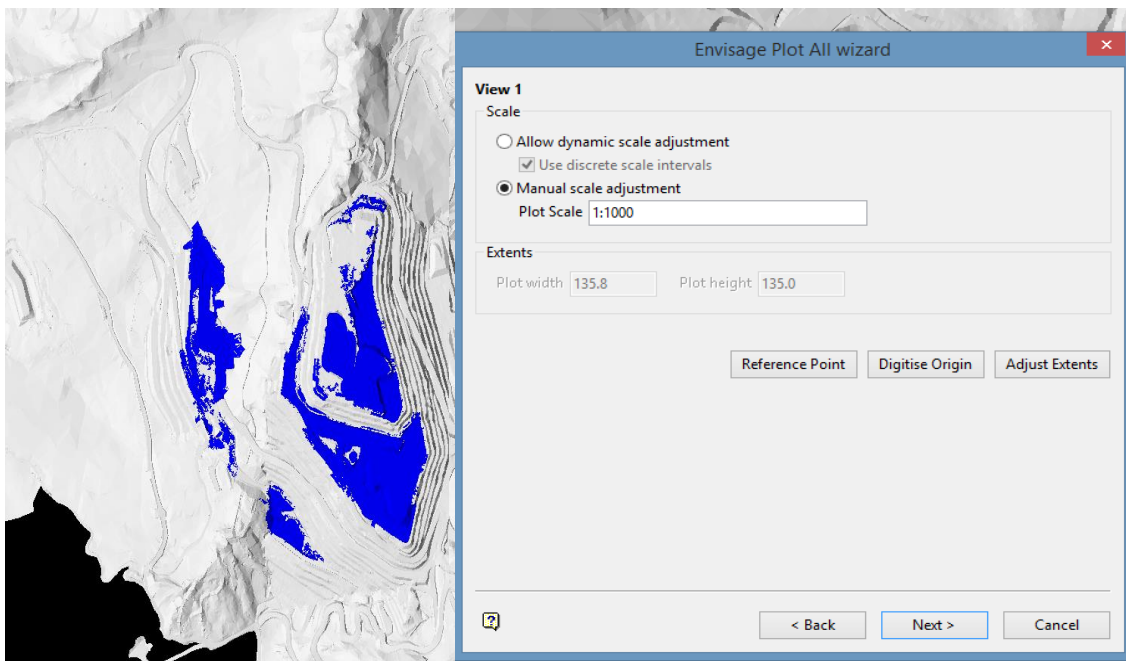 Envisage Plot All wizard
View 1
Scale
Allow dynamic scale adjustment
Use discrete scale intervals
Manual scale adjustment
Plot Scale 1:1000
Extents
Plot width 135.8 Plot height 135.0
Reference Point Digitise Origin Adjust Extents
< Back Next > Cancel